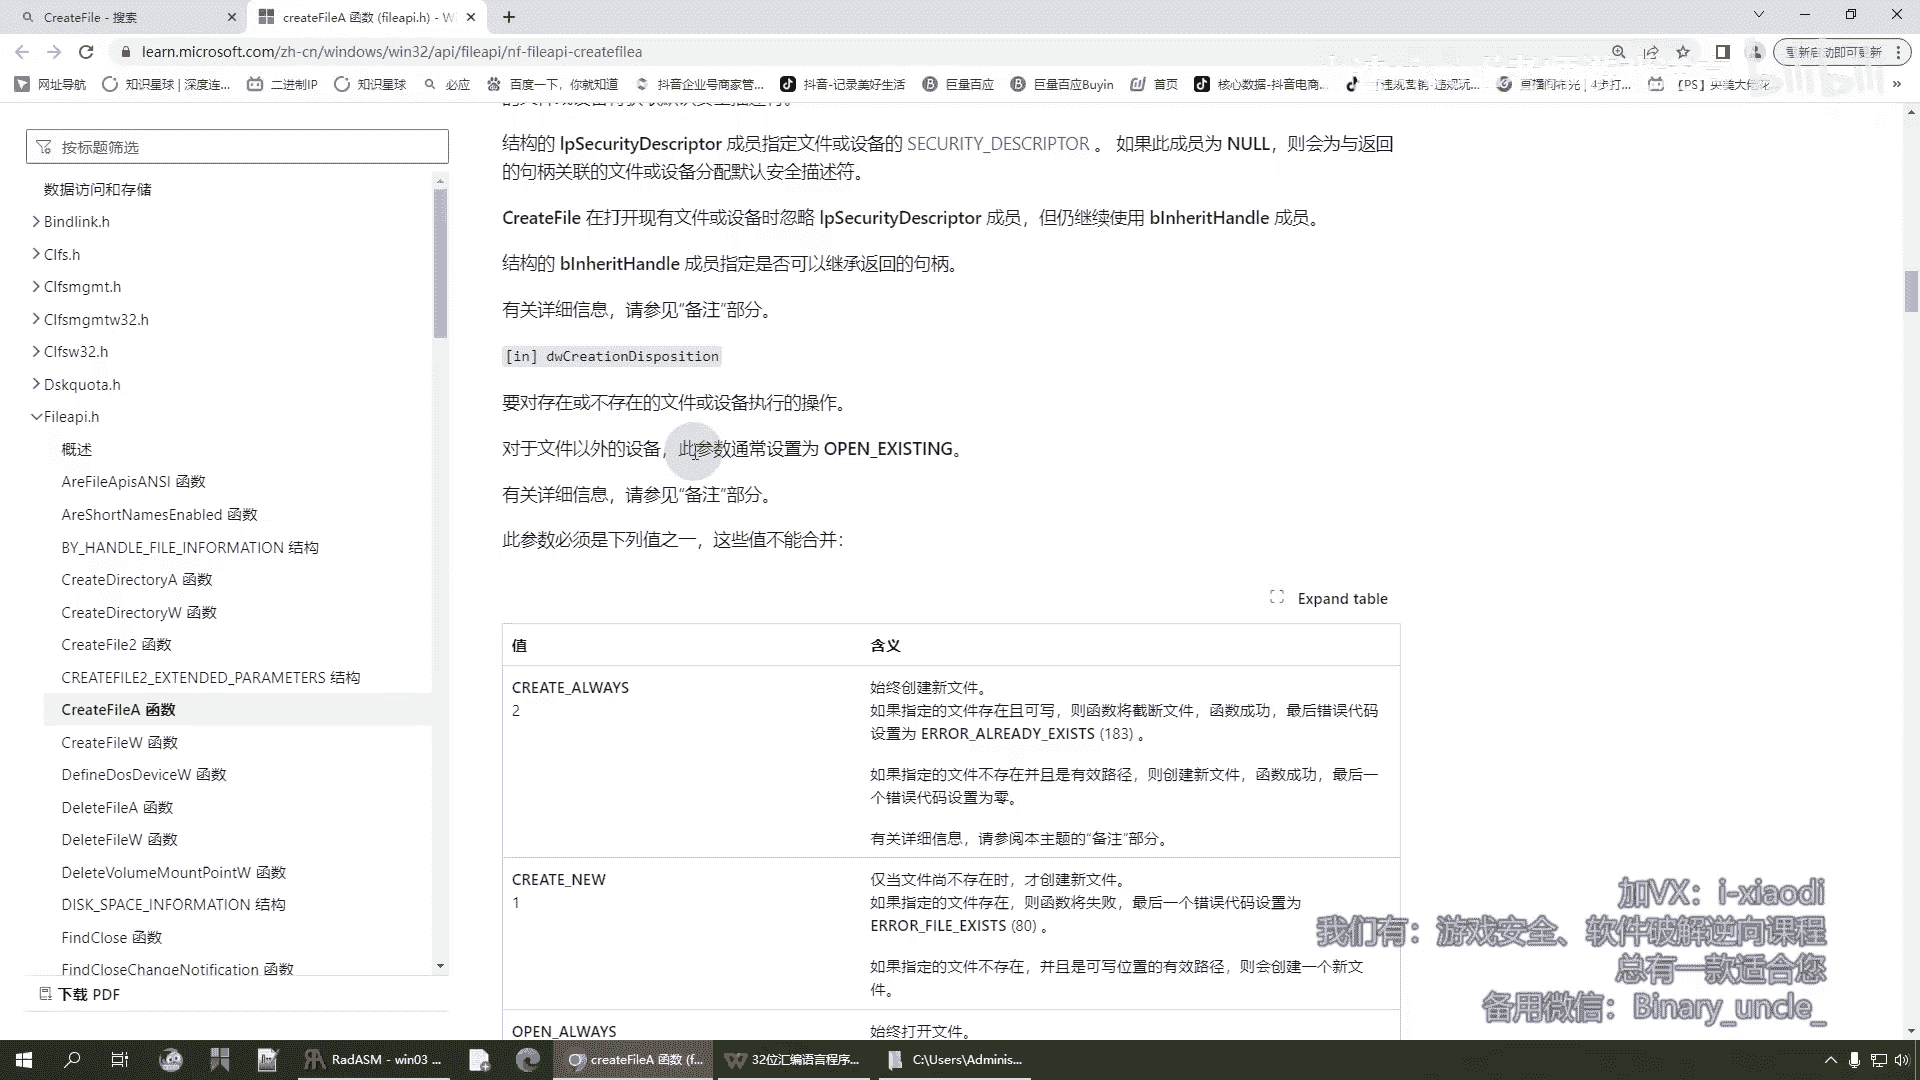 CreateFile - 搜索
createFileA 函数 (fileapi.h) - Wi
learn.microsoft.com/zh-cn/windows/win32/api/fileapi/nf-fileapi-createfilea
重新启动即可更新
网址导航
知识星球 | 深度连...
二进制IP
知识星球
必应
百度一下，你就知道
抖音企业号商家管...
抖音-记录美好生活
巨量百应
巨量百应Buyin
首页
核心数据-抖音电商...
按标题筛选
数据访问和存储
Bindlink.h
Clfs.h
Clfsmgmt.h
Clfsmgmtw32.h
Clfsw32.h
Dskquota.h
Fileapi.h
概述
AreFileApisANSI 函数
AreShortNamesEnabled 函数
BY_HANDLE_FILE_INFORMATION 结构
CreateDirectoryA 函数
CreateDirectoryW 函数
CreateFile2 函数
CREATEFILE2_EXTENDED_PARAMETERS 结构
CreateFileA 函数
CreateFileW 函数
DefineDosDeviceW 函数
DeleteFileA 函数
DeleteFileW 函数
DeleteVolumeMountPointW 函数
DISK_SPACE_INFORMATION 结构
FindClose 函数
FindCloseChangeNotification 函数
下载 PDF
结构的 lpSecurityDescriptor 成员指定文件或设备的 SECURITY_DESCRIPTOR 。 如果此成员为 NULL，则会为与返回
的句柄关联的文件或设备分配默认安全描述符。
CreateFile 在打开现有文件或设备时忽略 lpSecurityDescriptor 成员，但仍继续使用 bInheritHandle 成员。
结构的 bInheritHandle 成员指定是否可以继承返回的句柄。
有关详细信息，请参见“备注”部分。
[in] dwCreationDisposition
要对存在或不存在的文件或设备执行的操作。
对于文件以外的设备，此参数通常设置为 OPEN_EXISTING。
有关详细信息，请参见“备注”部分。
此参数必须是下列值之一，这些值不能合并：
Expand table
值
含义
CREATE_ALWAYS
2
始终创建新文件。
如果指定的文件存在且可写，则函数将截断文件，函数成功，最后错误代码
设置为 ERROR_ALREADY_EXISTS (183) 。
如果指定的文件不存在并且是有效路径，则创建新文件，函数成功，最后一
个错误代码设置为零。
有关详细信息，请参阅本主题的“备注”部分。
CREATE_NEW
1
仅当文件尚不存在时，才创建新文件。
如果指定的文件存在，则函数将失败，最后一个错误代码设置为
ERROR_FILE_EXISTS (80) 。
如果指定的文件不存在，并且是可写位置的有效路径，则会创建一个新文
件。
OPEN_ALWAYS
始终打开文件。
加VX：i-xiaodi
我们有：游戏安全、软件破解逆向课程
总有一款适合您
备用微信：Binary_uncle_
RadASM - win03 ...
createFileA 函数 (f...
32位汇编语言程序...
C:\Users\Adminis...